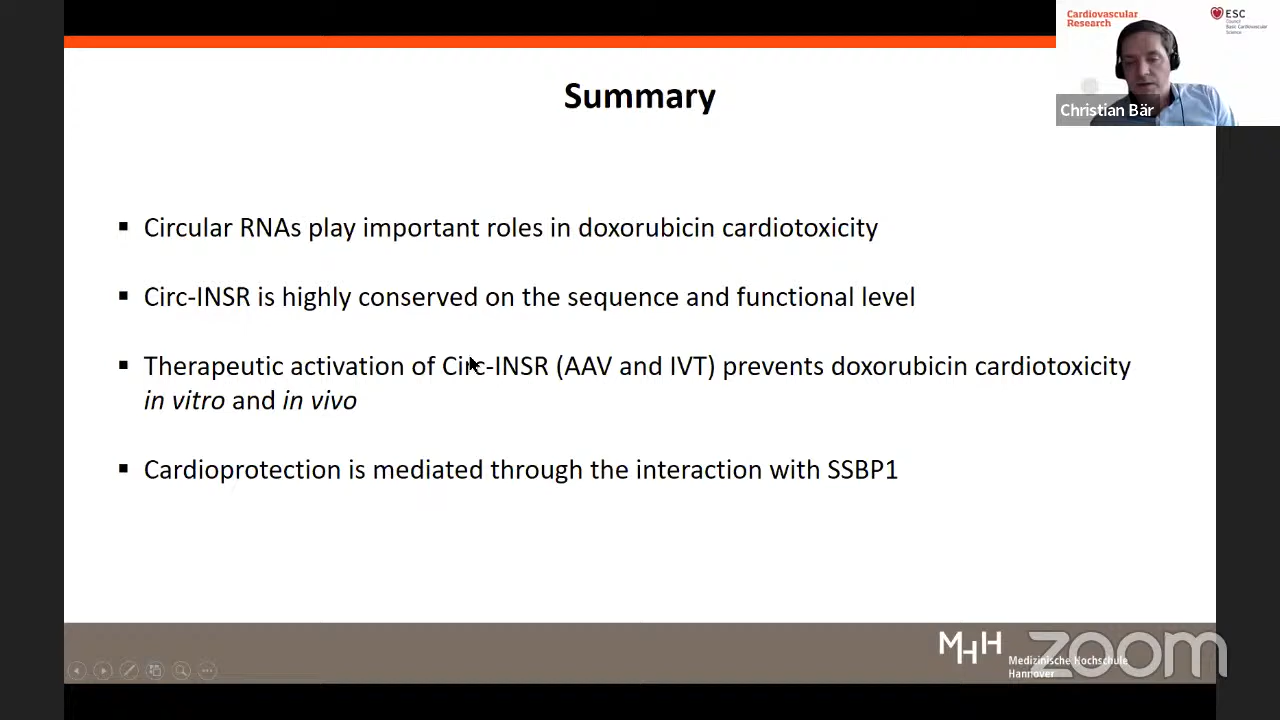 Cardiovascular
Research
ESC
Council
Basic Cardiovascular
Science
Christian Bär
Summary
▪ Circular RNAs play important roles in doxorubicin cardiotoxicity
▪ Circ-INSR is highly conserved on the sequence and functional level
▪ Therapeutic activation of Circ-INSR (AAV and IVT) prevents doxorubicin cardiotoxicity
in vitro and in vivo
▪ Cardioprotection is mediated through the interaction with SSBP1
MHH
Medizinische Hochschule
Hannover
zoom